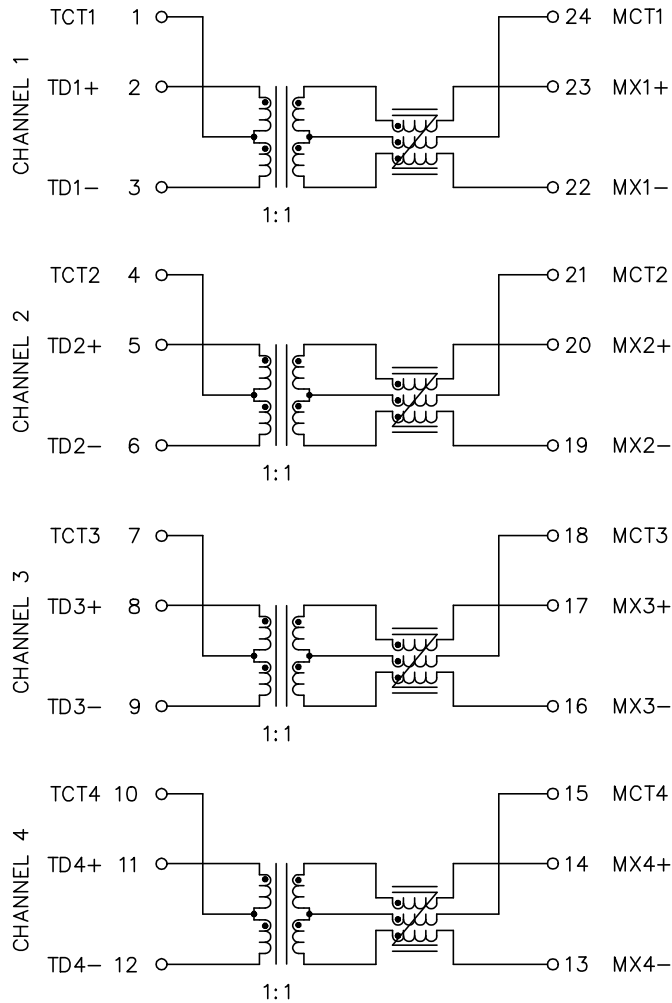 CHANNEL 1
TCT1 1 24 MCT1
TD1+ 2 23 MX1+
TD1- 3 22 MX1-
1:1
CHANNEL 2
TCT2 4 21 MCT2
TD2+ 5 20 MX2+
TD2- 6 19 MX2-
1:1
CHANNEL 3
TCT3 7 18 MCT3
TD3+ 8 17 MX3+
TD3- 9 16 MX3-
1:1
CHANNEL 4
TCT4 10 15 MCT4
TD4+ 11 14 MX4+
TD4- 12 13 MX4-
1:1